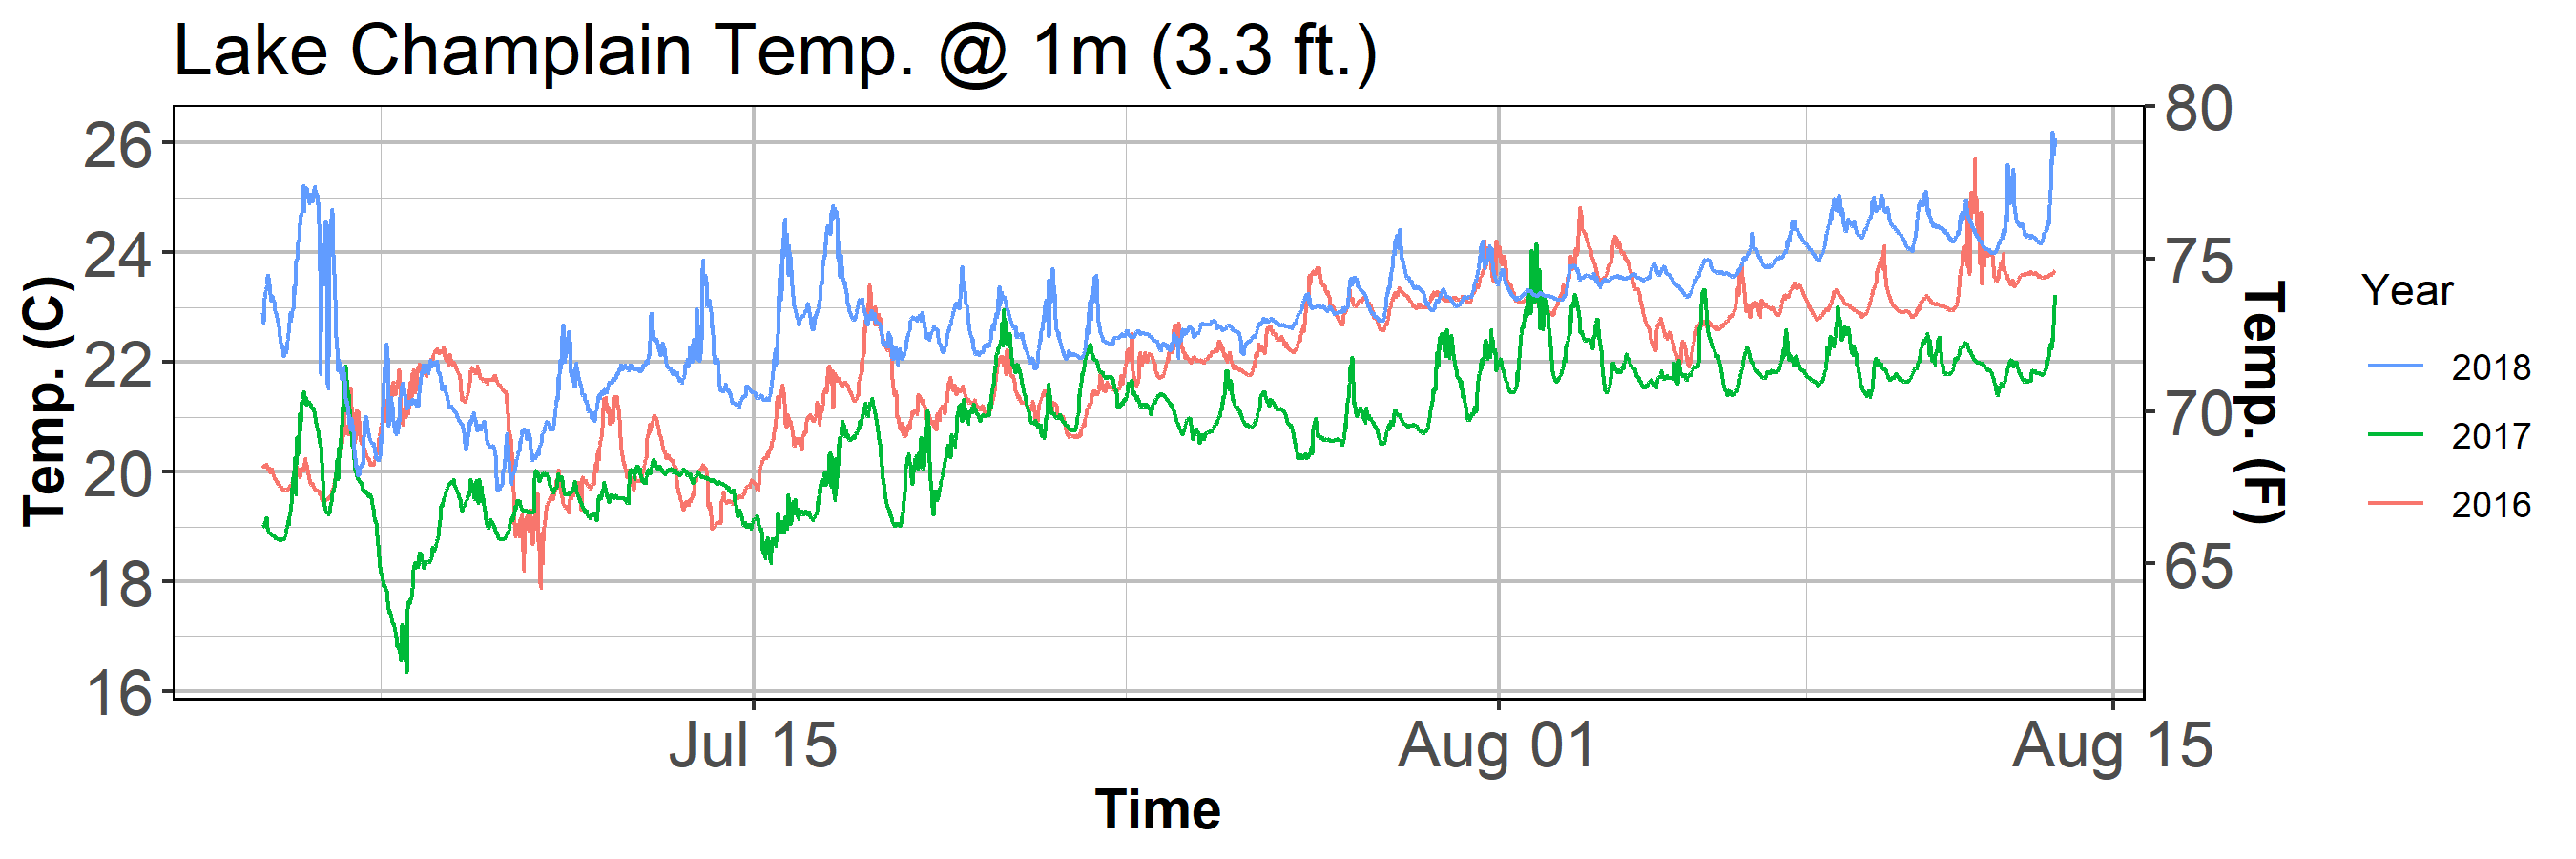 Lake Champlain Temp. @ 1m (3.3 ft.)
Temp. (C)
26
24
22
20
18
16
80
75
70
65
Temp. (F)
Jul 15
Aug 01
Aug 15
Time
Year
2018
2017
2016